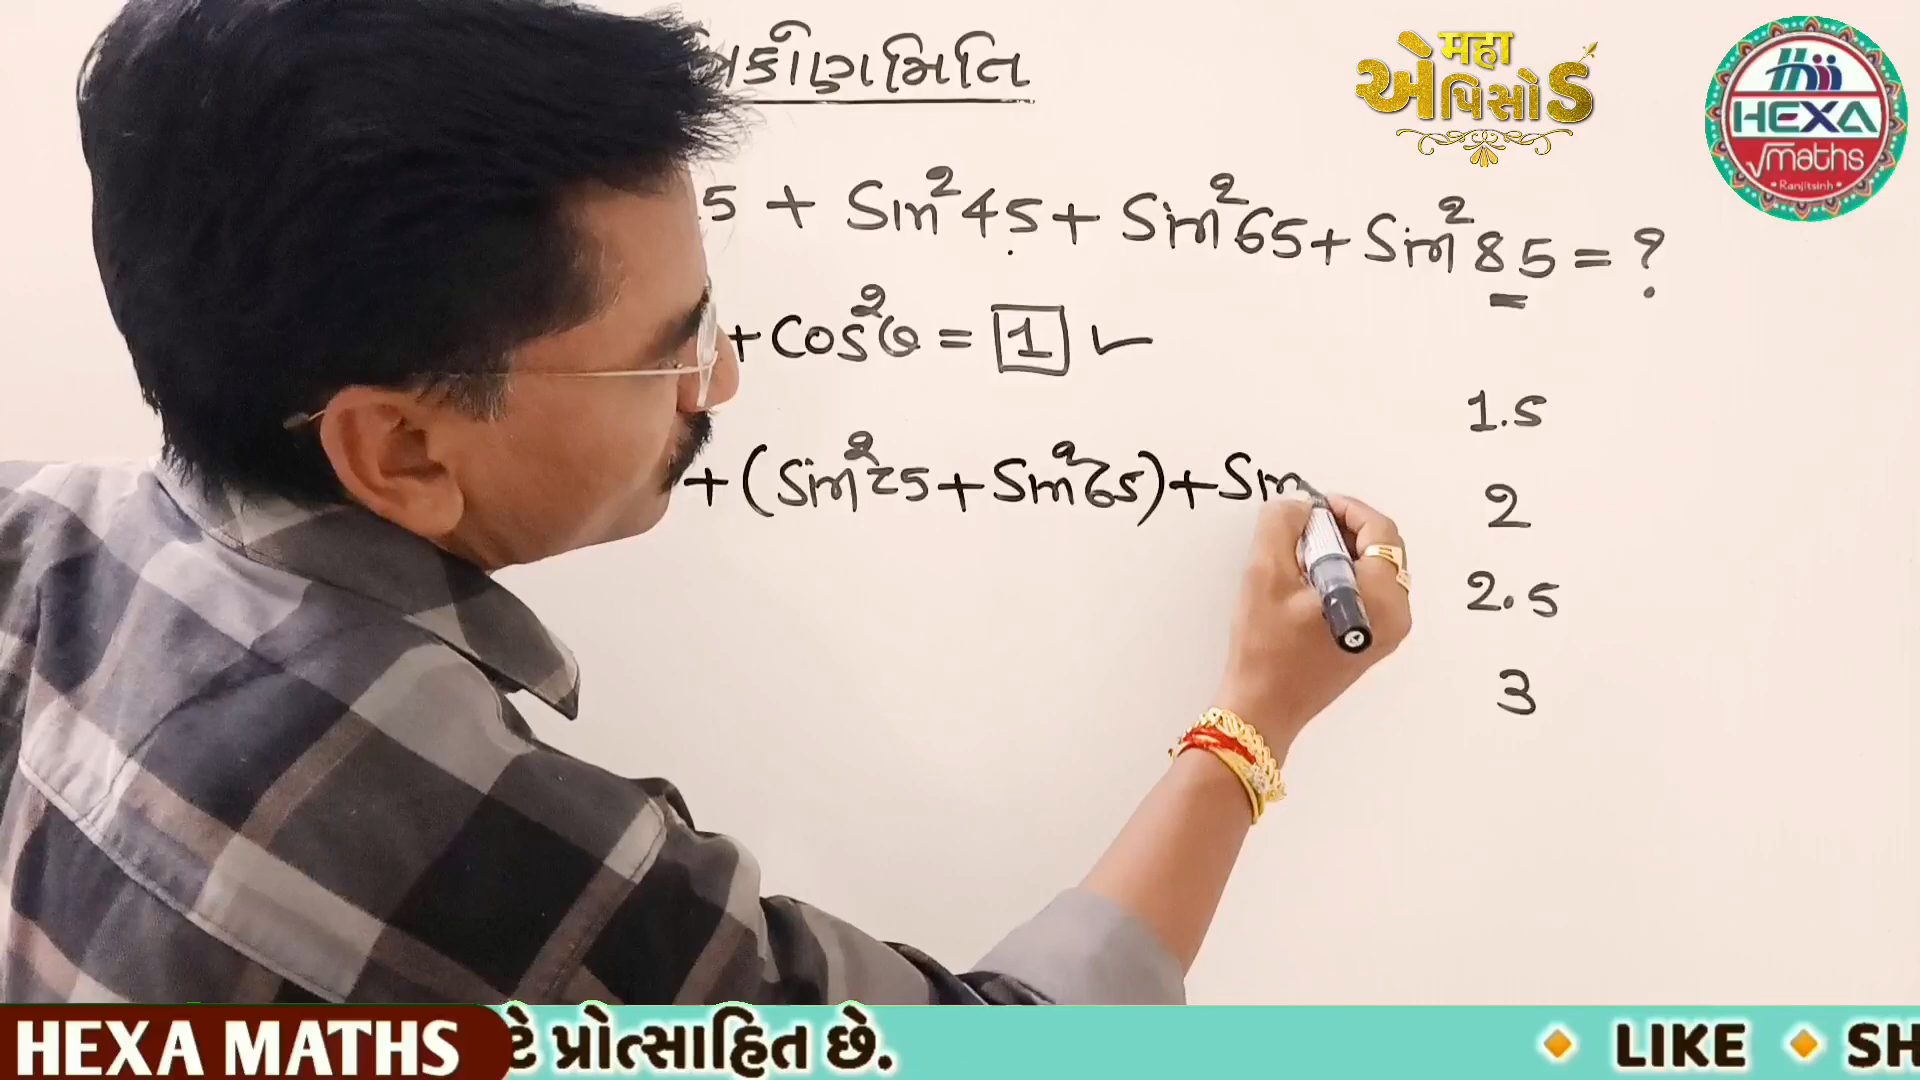 મહા
એપિસોડ
HEXA
√maths
Ranjitsinh
5 + Sin²45 + Sin²65 + Sin²85 = ?
+ Cos²θ = 1 ✓
+ (Sin²25 + Sin²65) + Sin
1.5
2
2.5
3
HEXA MATHS
પ્રોત્સાહિત છે.
LIKE
SH